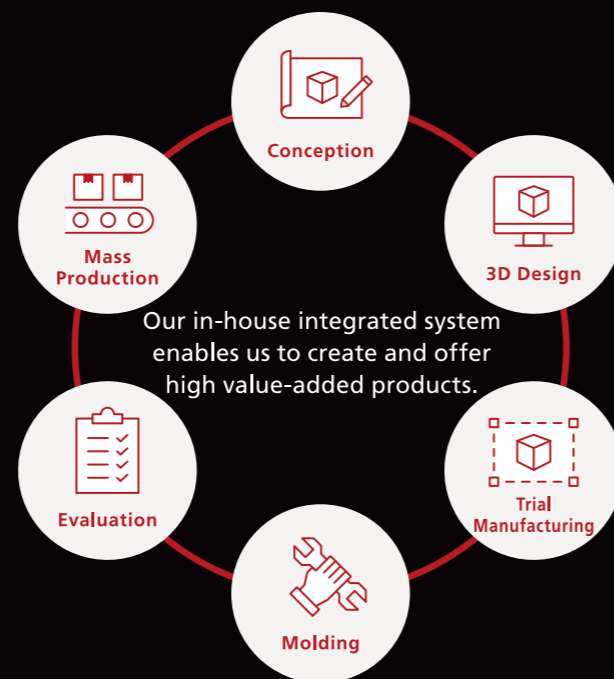 Conception
3D Design
Trial
Manufacturing
Molding
Evaluation
Mass
Production
Our in-house integrated system
enables us to create and offer
high value-added products.